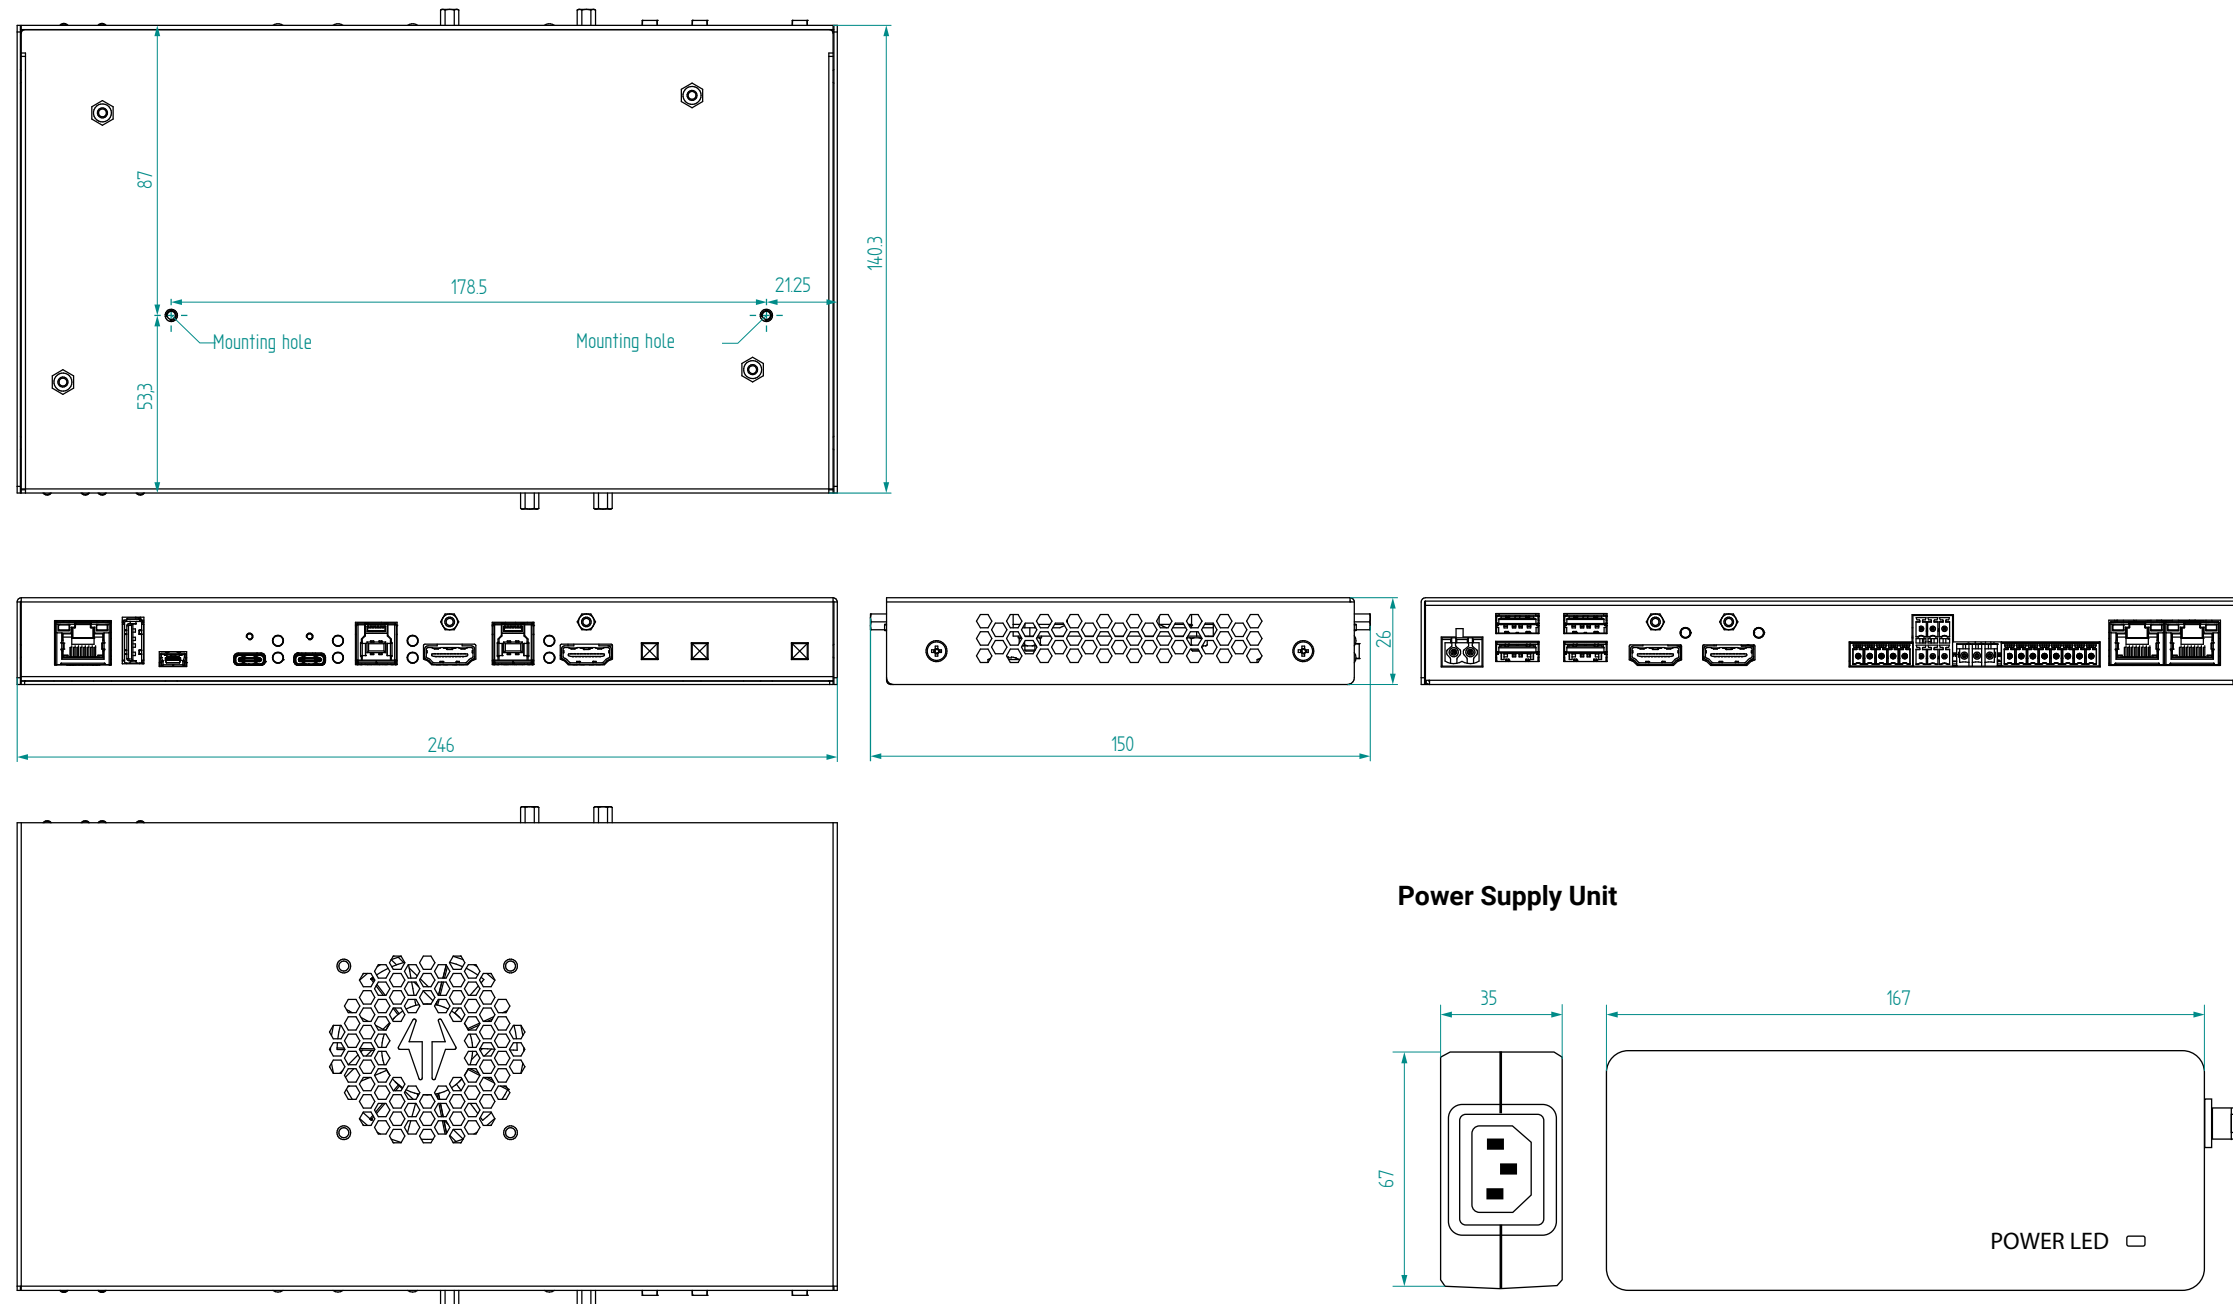 87
140.3
178.5
21.25
Mounting hole
Mounting hole
53,3
26
246
150
Power Supply Unit
35
167
67
POWER LED